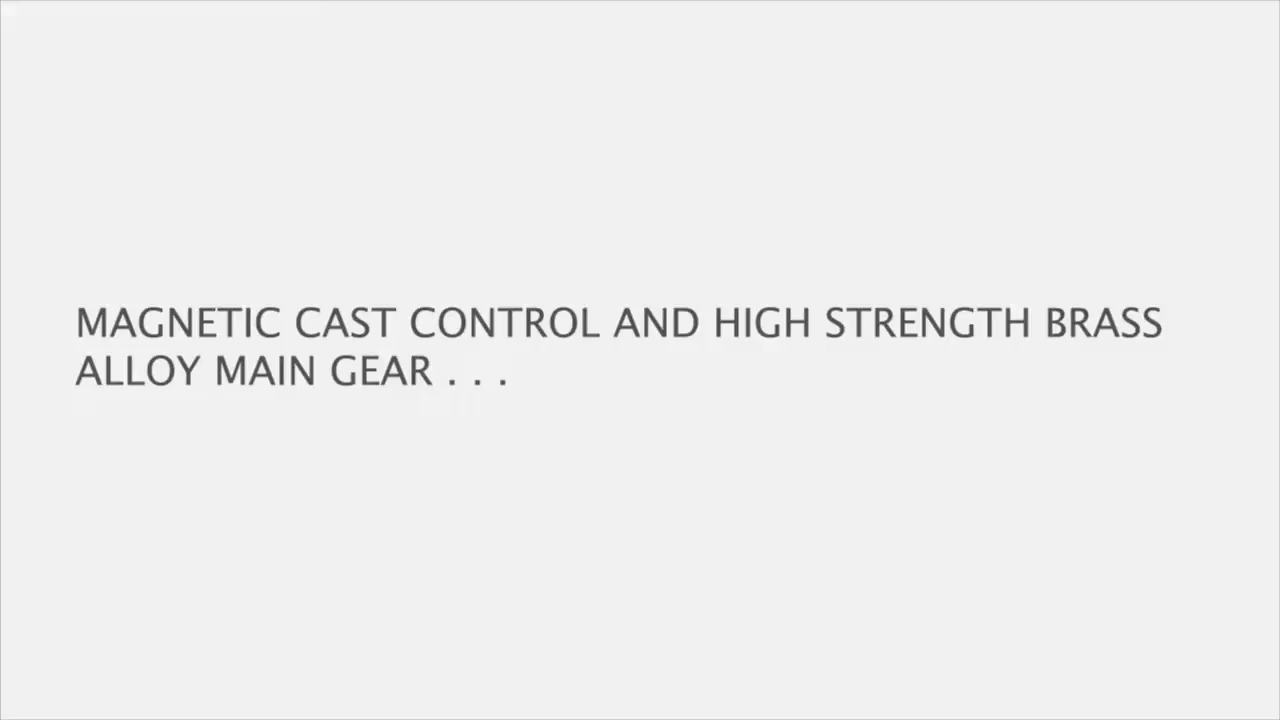 MAGNETIC CAST CONTROL AND HIGH STRENGTH BRASS
ALLOY MAIN GEAR . . .